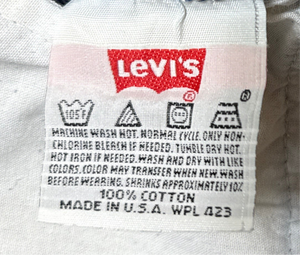 Levi's
®
105°
®
MACHINE WASH HOT. NORMAL CYCLE. ONLY NON-
CHLORINE BLEACH IF NEEDED. TUMBLE DRY HOT.
HOT IRON IF NEEDED. WASH AND DRY WITH LIKE
COLORS. COLOR MAY TRANSFER WHEN NEW. WASH
BEFORE WEARING. SHRINKS APPROXIMATELY 10%
100% COTTON
MADE IN U.S.A. WPL 423